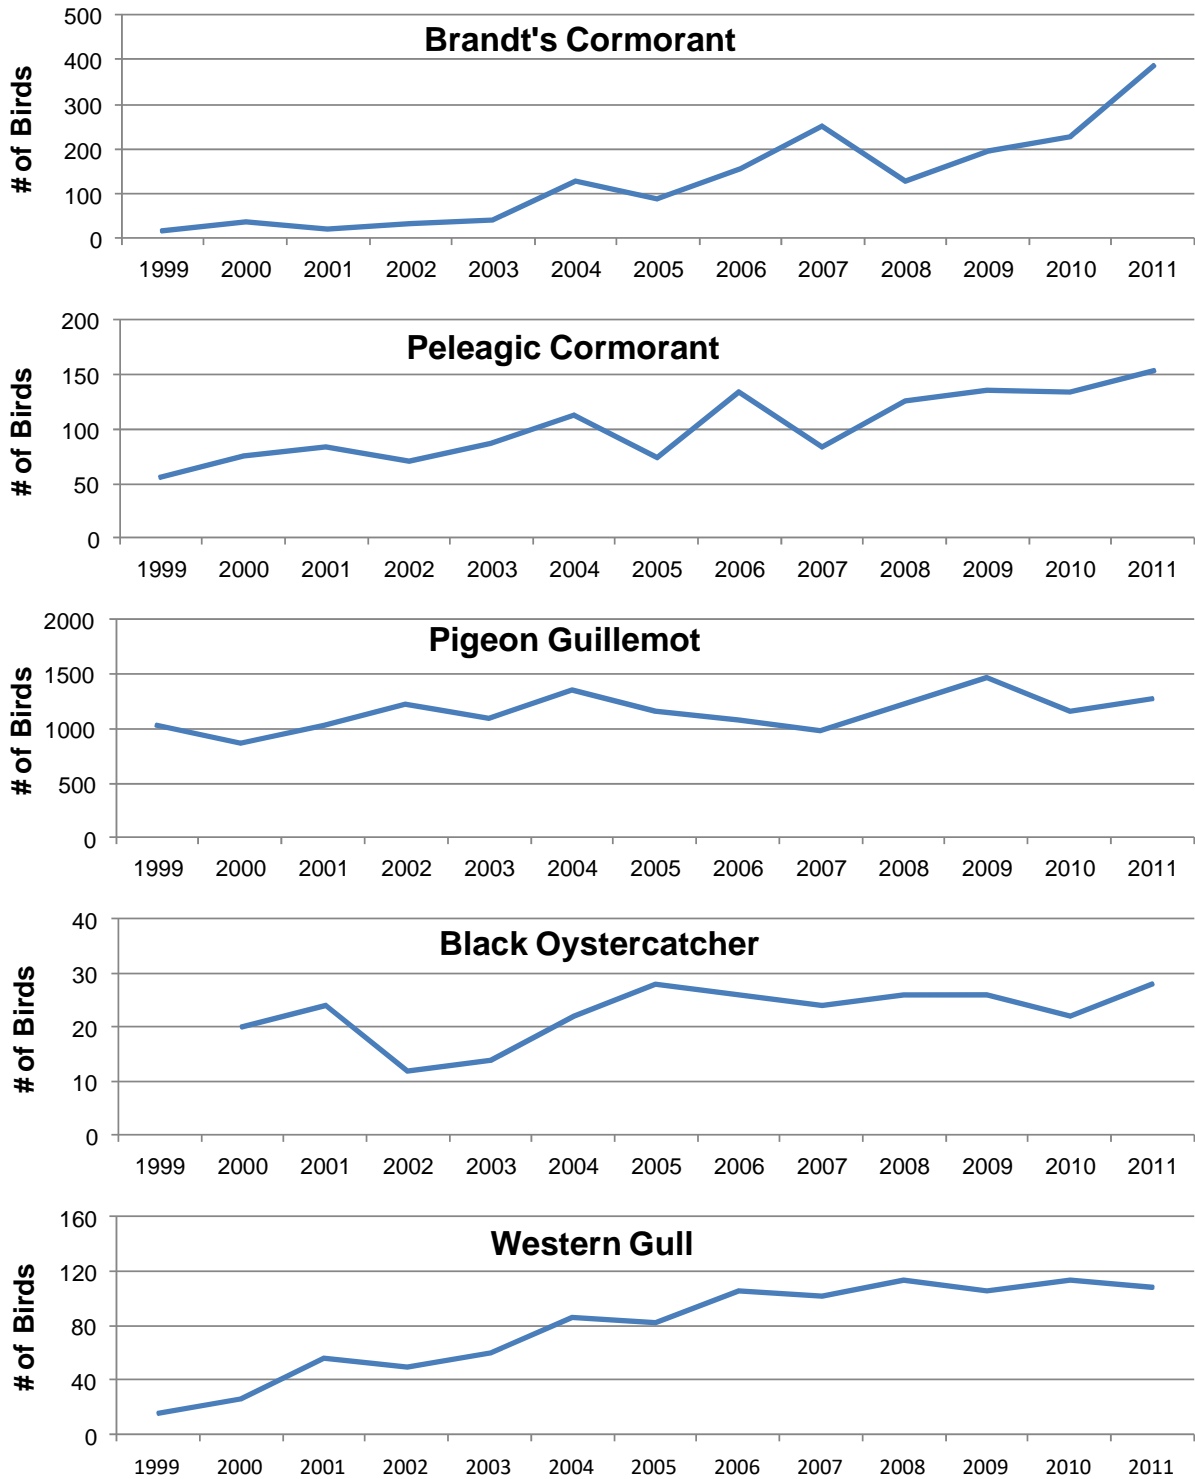 Brandt's Cormorant
# of Birds
500
400
300
200
100
0
1999 2000 2001 2002 2003 2004 2005 2006 2007 2008 2009 2010 2011
Peleagic Cormorant
# of Birds
200
150
100
50
0
1999 2000 2001 2002 2003 2004 2005 2006 2007 2008 2009 2010 2011
Pigeon Guillemot
# of Birds
2000
1500
1000
500
0
1999 2000 2001 2002 2003 2004 2005 2006 2007 2008 2009 2010 2011
Black Oystercatcher
# of Birds
40
30
20
10
0
1999 2000 2001 2002 2003 2004 2005 2006 2007 2008 2009 2010 2011
Western Gull
# of Birds
160
120
80
40
0
1999 2000 2001 2002 2003 2004 2005 2006 2007 2008 2009 2010 2011